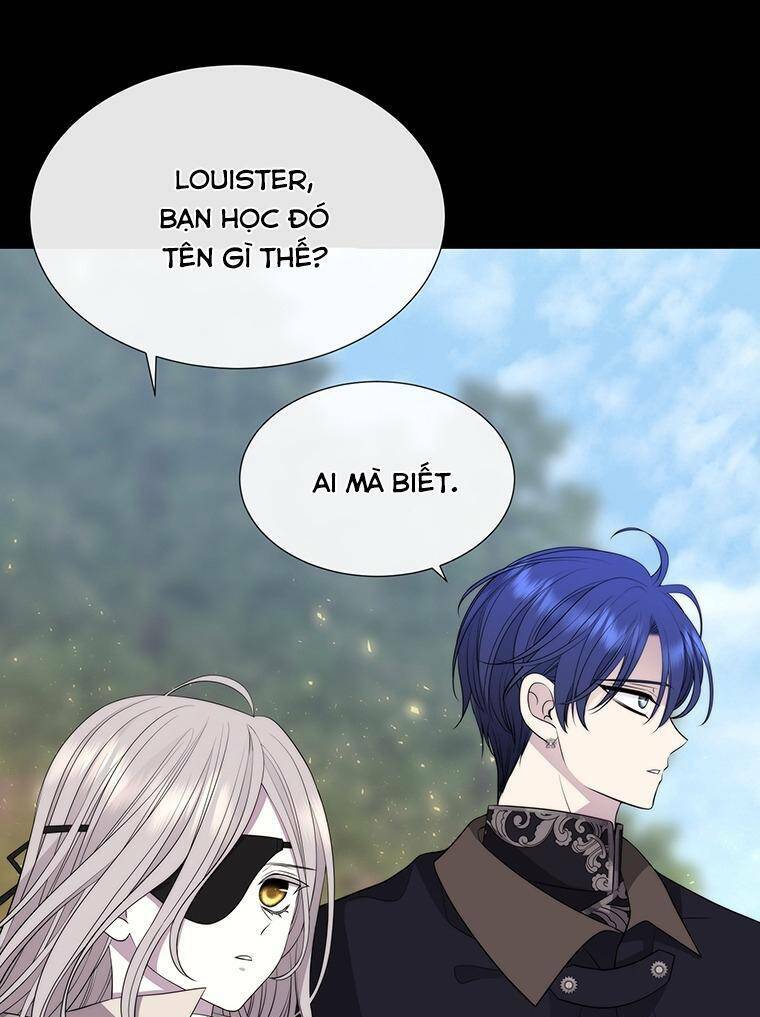 LOUISTER,
BẠN HỌC ĐÓ
TÊN GÌ THẾ?
AI MÀ BIẾT.